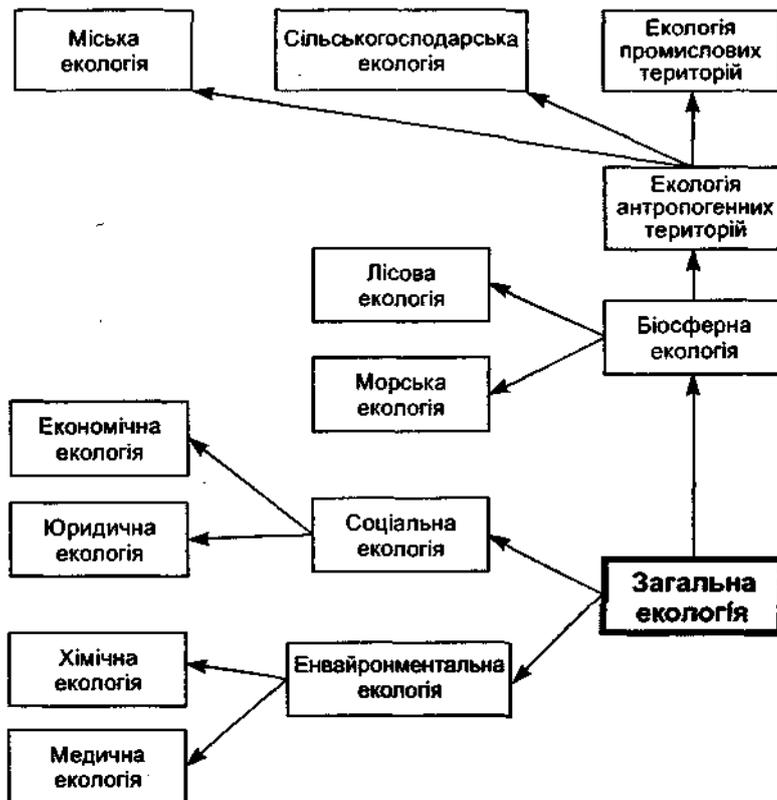 Міська
екологія
Сільськогосподарська
екологія
Екологія
промислових
територій
Екологія
антропогенних
територій
Лісова
екологія
Біосферна
екологія
Морська
екологія
Економічна
екологія
Юридична
екологія
Соціальна
екологія
Загальна
екологія
Хімічна
екологія
Енвайронментальна
екологія
Медична
екологія